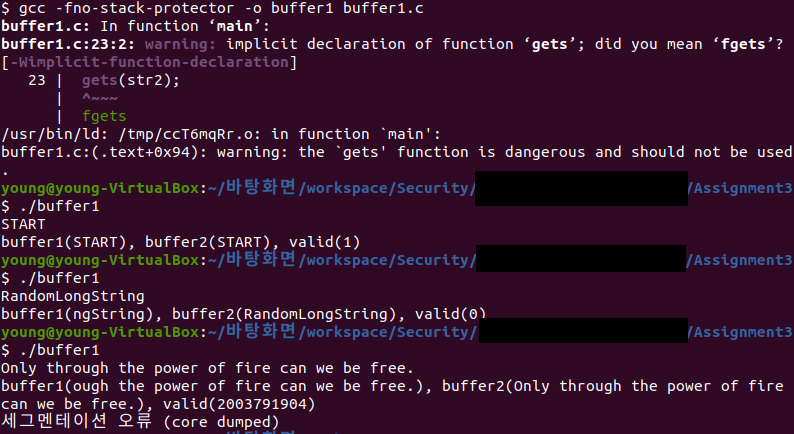 $ gcc -fno-stack-protector -o buffer1 buffer1.c
buffer1.c: In function ‘main’:
buffer1.c:23:2: warning: implicit declaration of function ‘gets’; did you mean ‘fgets’?
[-Wimplicit-function-declaration]
   23 |  gets(str2);
      |  ^~~~
      |  fgets
/usr/bin/ld: /tmp/ccT6mqRr.o: in function `main':
buffer1.c:(.text+0x94): warning: the `gets' function is dangerous and should not be used
.
young@young-VirtualBox:~/바탕화면/workspace/Security/ /Assignment3
$ ./buffer1
START
buffer1(START), buffer2(START), valid(1)
young@young-VirtualBox:~/바탕화면/workspace/Security/ /Assignment3
$ ./buffer1
RandomLongString
buffer1(ngString), buffer2(RandomLongString), valid(0)
young@young-VirtualBox:~/바탕화면/workspace/Security/ /Assignment3
$ ./buffer1
Only through the power of fire can we be free.
buffer1(ough the power of fire can we be free.), buffer2(Only through the power of fire
can we be free.), valid(2003791904)
세그멘테이션 오류 (core dumped)